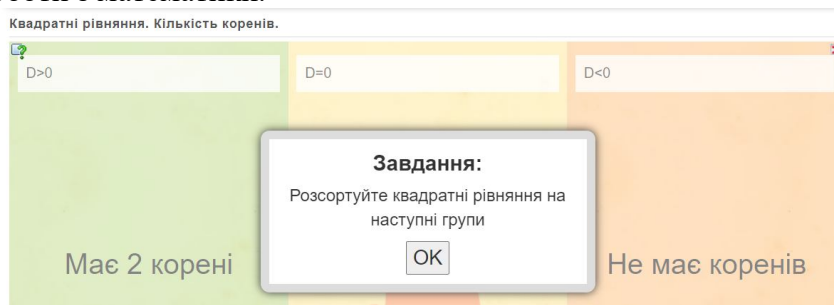 Квадратні рівняння. Кількість коренів.
D>0
D=0
D<0
Завдання:
Розсортуйте квадратні рівняння на
наступні групи
OK
Має 2 корені
Не має коренів